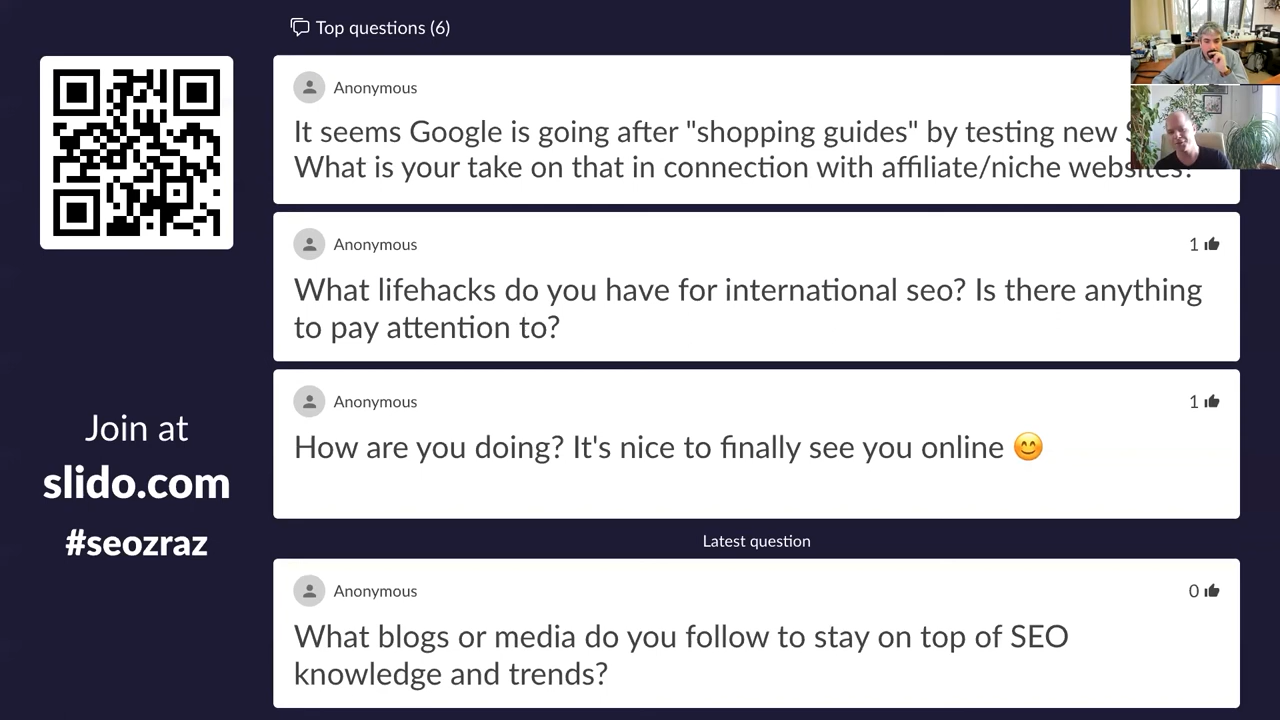 Top questions (6)
Anonymous
It seems Google is going after "shopping guides" by testing new
What is your take on that in connection with affiliate/niche websites?
Anonymous
1
What lifehacks do you have for international seo? Is there anything
to pay attention to?
Anonymous
1
How are you doing? It's nice to finally see you online 😊
Latest question
Anonymous
0
What blogs or media do you follow to stay on top of SEO
knowledge and trends?
Join at
slido.com
#seozraz